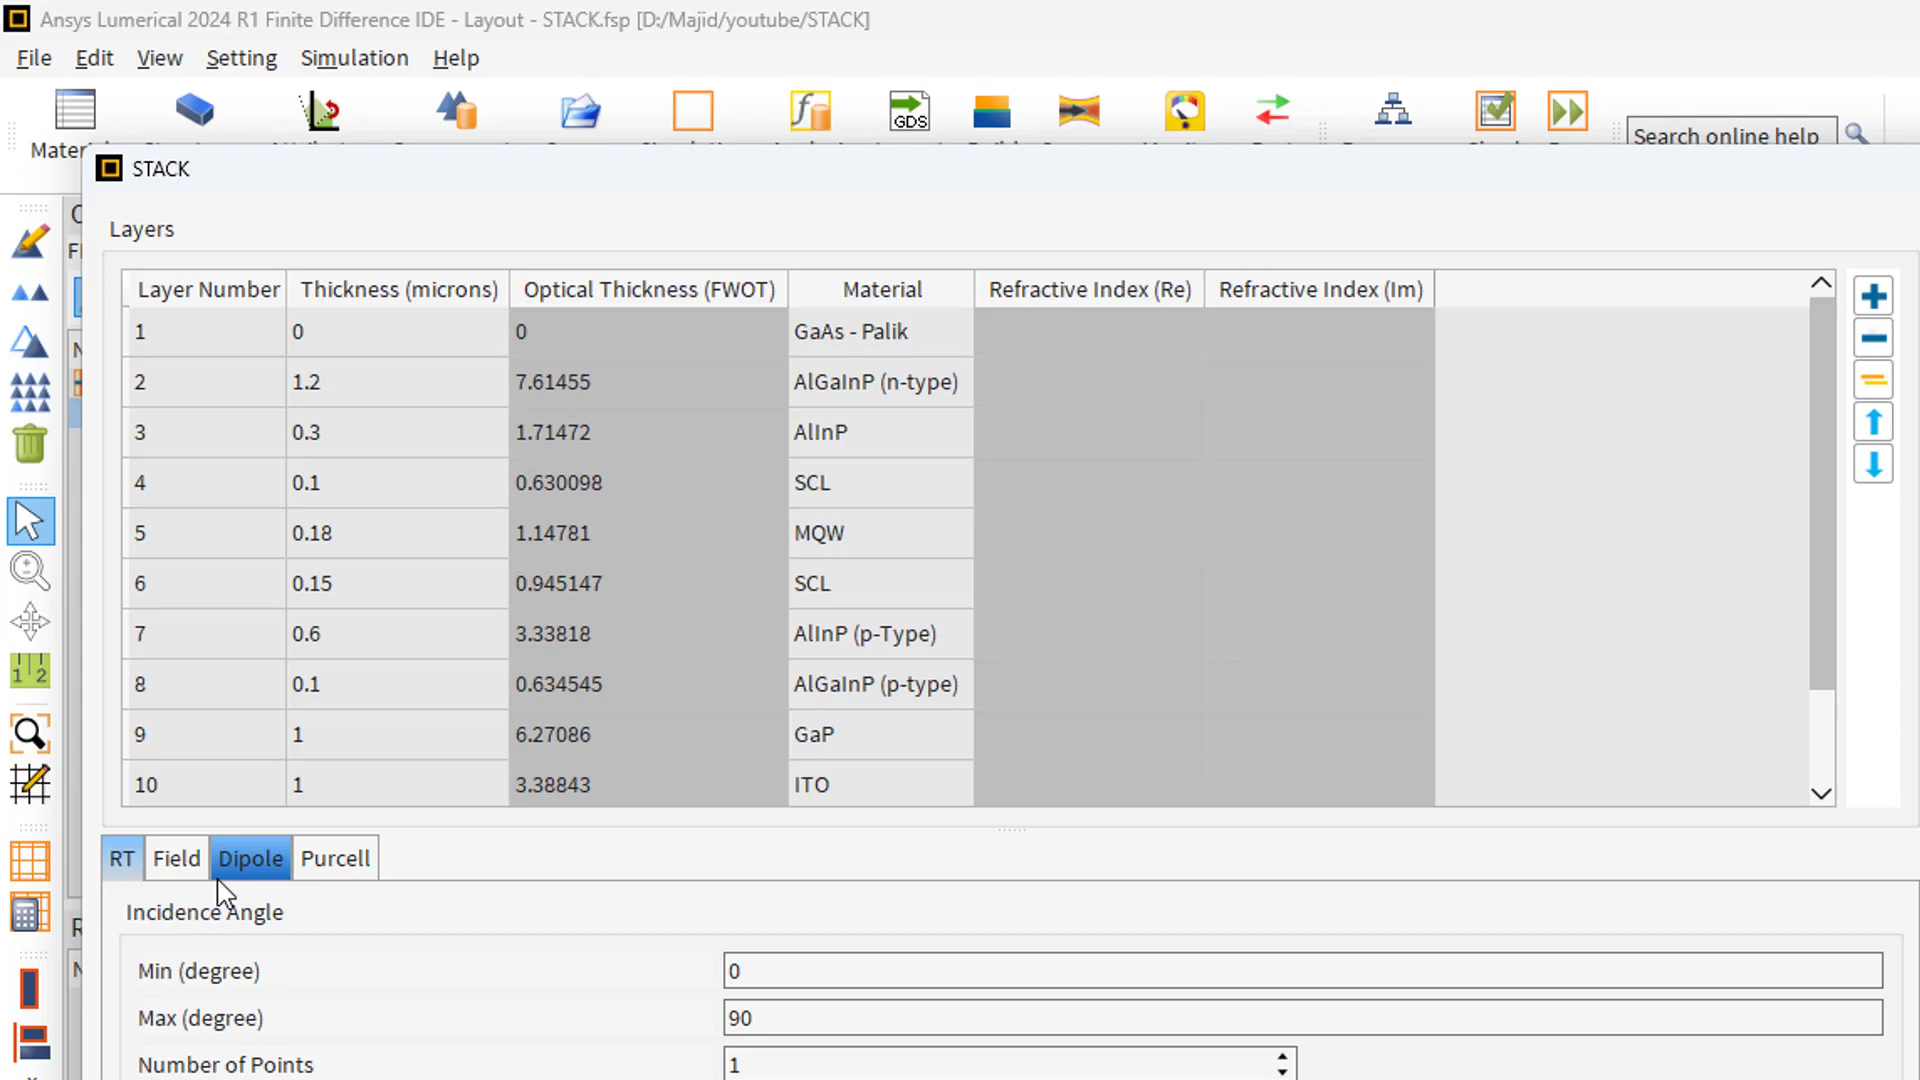 Ansys Lumerical 2024 R1 Finite Difference IDE - Layout - STACK.fsp [D:/Majid/youtube/STACK]
File Edit View Setting Simulation Help
GDS
Search online help
STACK
Layers
Layer Number Thickness (microns) Optical Thickness (FWOT) Material Refractive Index (Re) Refractive Index (Im)
1 0 0 GaAs - Palik
2 1.2 7.61455 AlGaInP (n-type)
3 0.3 1.71472 AlInP
4 0.1 0.630098 SCL
5 0.18 1.14781 MQW
6 0.15 0.945147 SCL
7 0.6 3.33818 AlInP (p-Type)
8 0.1 0.634545 AlGaInP (p-type)
9 1 6.27086 GaP
10 1 3.38843 ITO
RT Field Dipole Purcell
Incidence Angle
Min (degree) 0
Max (degree) 90
Number of Points 1